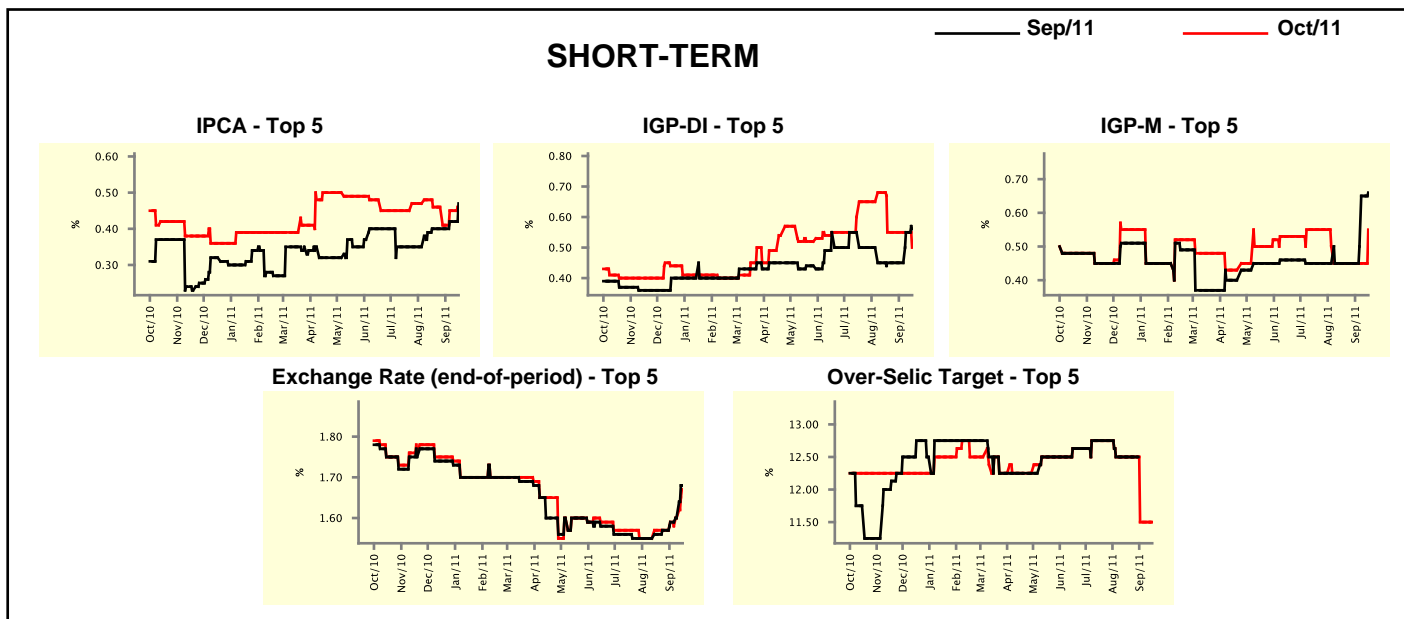 Sep/11 Oct/11
SHORT-TERM
IPCA - Top 5
0.60
0.50
0.40
0.30
%
Oct/10 Nov/10 Dec/10 Jan/11 Feb/11 Mar/11 Apr/11 May/11 Jun/11 Jul/11 Aug/11 Sep/11
IGP-DI - Top 5
0.80
0.70
0.60
0.50
0.40
%
Oct/10 Nov/10 Dec/10 Jan/11 Feb/11 Mar/11 Apr/11 May/11 Jun/11 Jul/11 Aug/11 Sep/11
IGP-M - Top 5
0.70
0.60
0.50
0.40
%
Oct/10 Nov/10 Dec/10 Jan/11 Feb/11 Mar/11 Apr/11 May/11 Jun/11 Jul/11 Aug/11 Sep/11
Exchange Rate (end-of-period) - Top 5
1.80
1.70
1.60
%
Oct/10 Nov/10 Dec/10 Jan/11 Feb/11 Mar/11 Apr/11 May/11 Jun/11 Jul/11 Aug/11 Sep/11
Over-Selic Target - Top 5
13.00
12.50
12.00
11.50
%
Oct/10 Nov/10 Dec/10 Jan/11 Feb/11 Mar/11 Apr/11 May/11 Jun/11 Jul/11 Aug/11 Sep/11